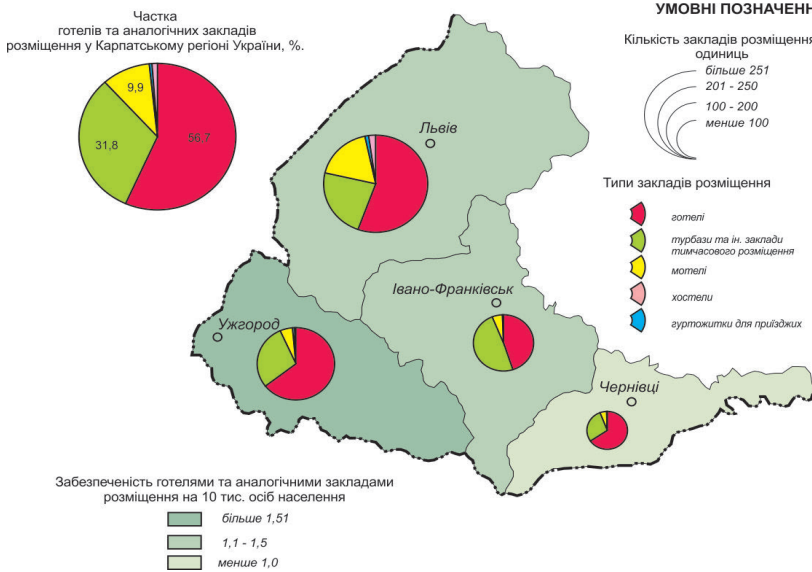 Частка
готелів та аналогічних закладів
розміщення у Карпатському регіоні України, %.
9,9
31,8
56,7
УМОВНІ ПОЗНАЧЕНН
Кількість закладів розміщення
одиниць
більше 251
201 - 250
100 - 200
менше 100
Типи закладів розміщення
готелі
турбази та ін. заклади
тимчасового розміщення
мотелі
хостели
гуртожитки для приїзджих
Львів
Івано-Франківськ
Ужгород
Чернівці
Забезпеченість готелями та аналогічними закладами
розміщення на 10 тис. осіб населення
більше 1,51
1,1 - 1,5
менше 1,0